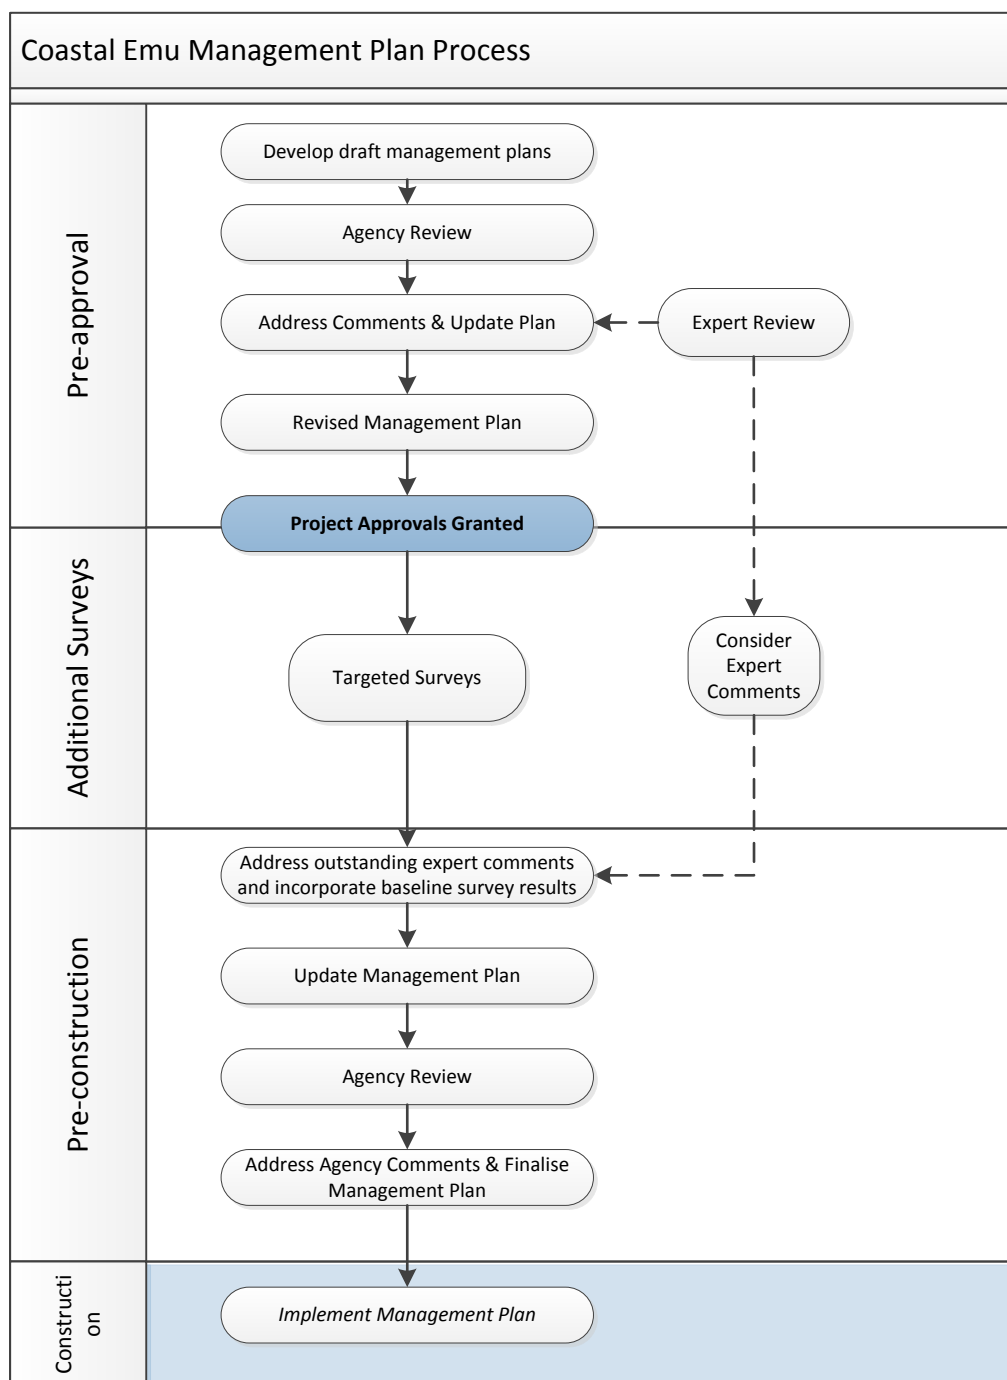 Coastal Emu Management Plan Process
Pre-approval
Develop draft management plans
Agency Review
Address Comments & Update Plan
Expert Review
Revised Management Plan
Project Approvals Granted
Additional Surveys
Targeted Surveys
Consider
Expert
Comments
Pre-construction
Address outstanding expert comments
and incorporate baseline survey results
Update Management Plan
Agency Review
Address Agency Comments & Finalise
Management Plan
Constructi
on
Implement Management Plan